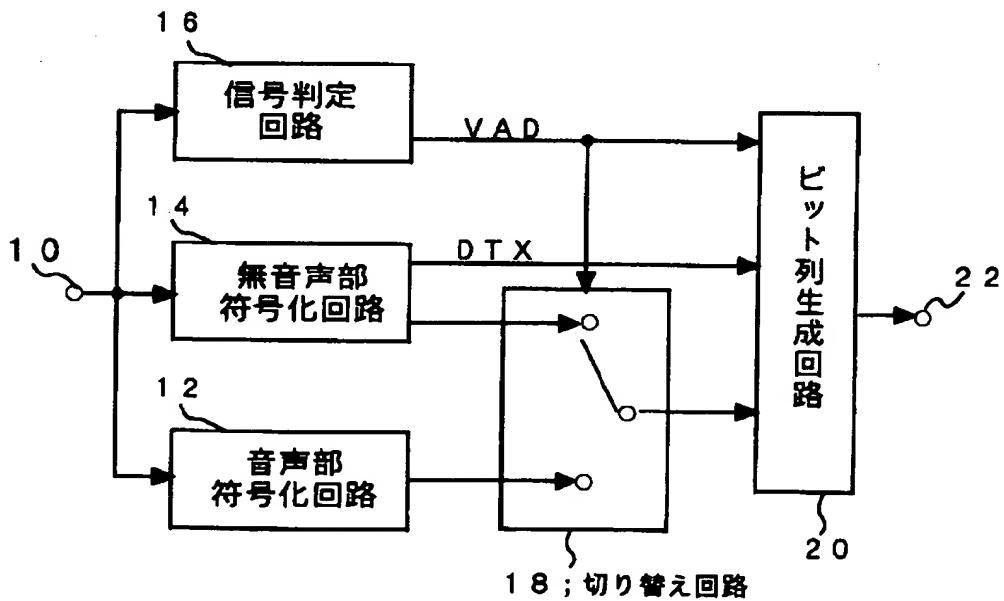 １６
信号判定
回路
ＶＡＤ
１４
無音声部
符号化回路
ＤＴＸ
１０
１２
音声部
符号化回路
１８；切り替え回路
ビット列生成回路
２０
２２